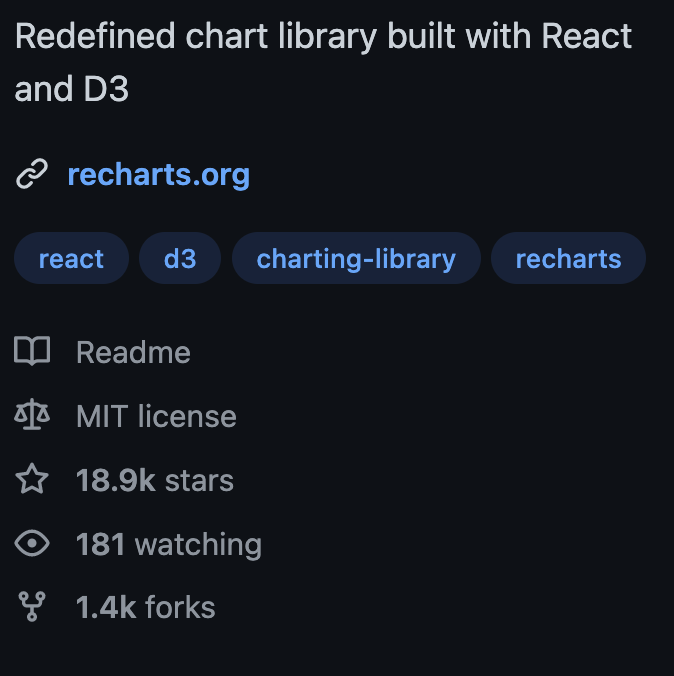 Redefined chart library built with React
and D3
recharts.org
react d3 charting-library recharts
Readme
MIT license
18.9k stars
181 watching
1.4k forks